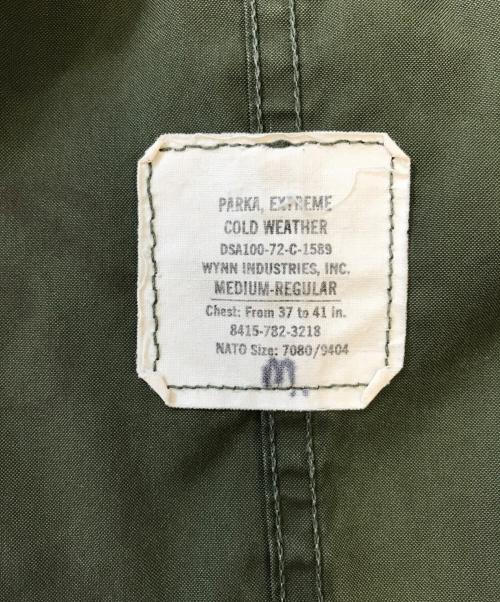 PARKA, EXTREME
COLD WEATHER
DSA100-72-C-1589
WYNN INDUSTRIES, INC.
MEDIUM-REGULAR
Chest: From 37 to 41 in.
8415-782-3218
NATO Size: 7080/9404
M